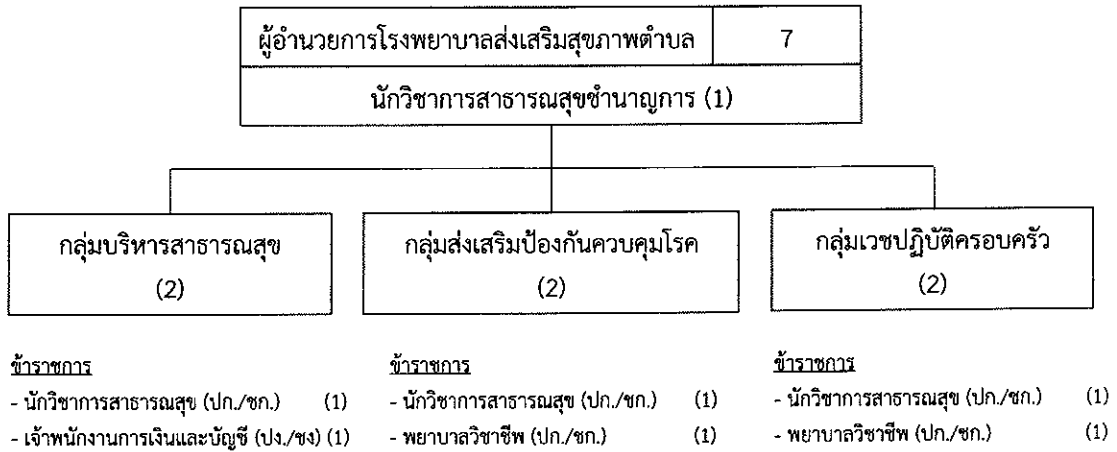 ผู้อำนวยการโรงพยาบาลส่งเสริมสุขภาพตำบล 7
นักวิชาการสาธารณสุขชำนาญการ (1)
กลุ่มบริหารสาธารณสุข
(2)
กลุ่มส่งเสริมป้องกันควบคุมโรค
(2)
กลุ่มเวชปฏิบัติครอบครัว
(2)
ข้าราชการ
- นักวิชาการสาธารณสุข (ปก./ชก.) (1)
- เจ้าพนักงานการเงินและบัญชี (ปง./ชง) (1)
ข้าราชการ
- นักวิชาการสาธารณสุข (ปก./ชก.) (1)
- พยาบาลวิชาชีพ (ปก./ชก.) (1)
ข้าราชการ
- นักวิชาการสาธารณสุข (ปก./ชก.) (1)
- พยาบาลวิชาชีพ (ปก./ชก.) (1)